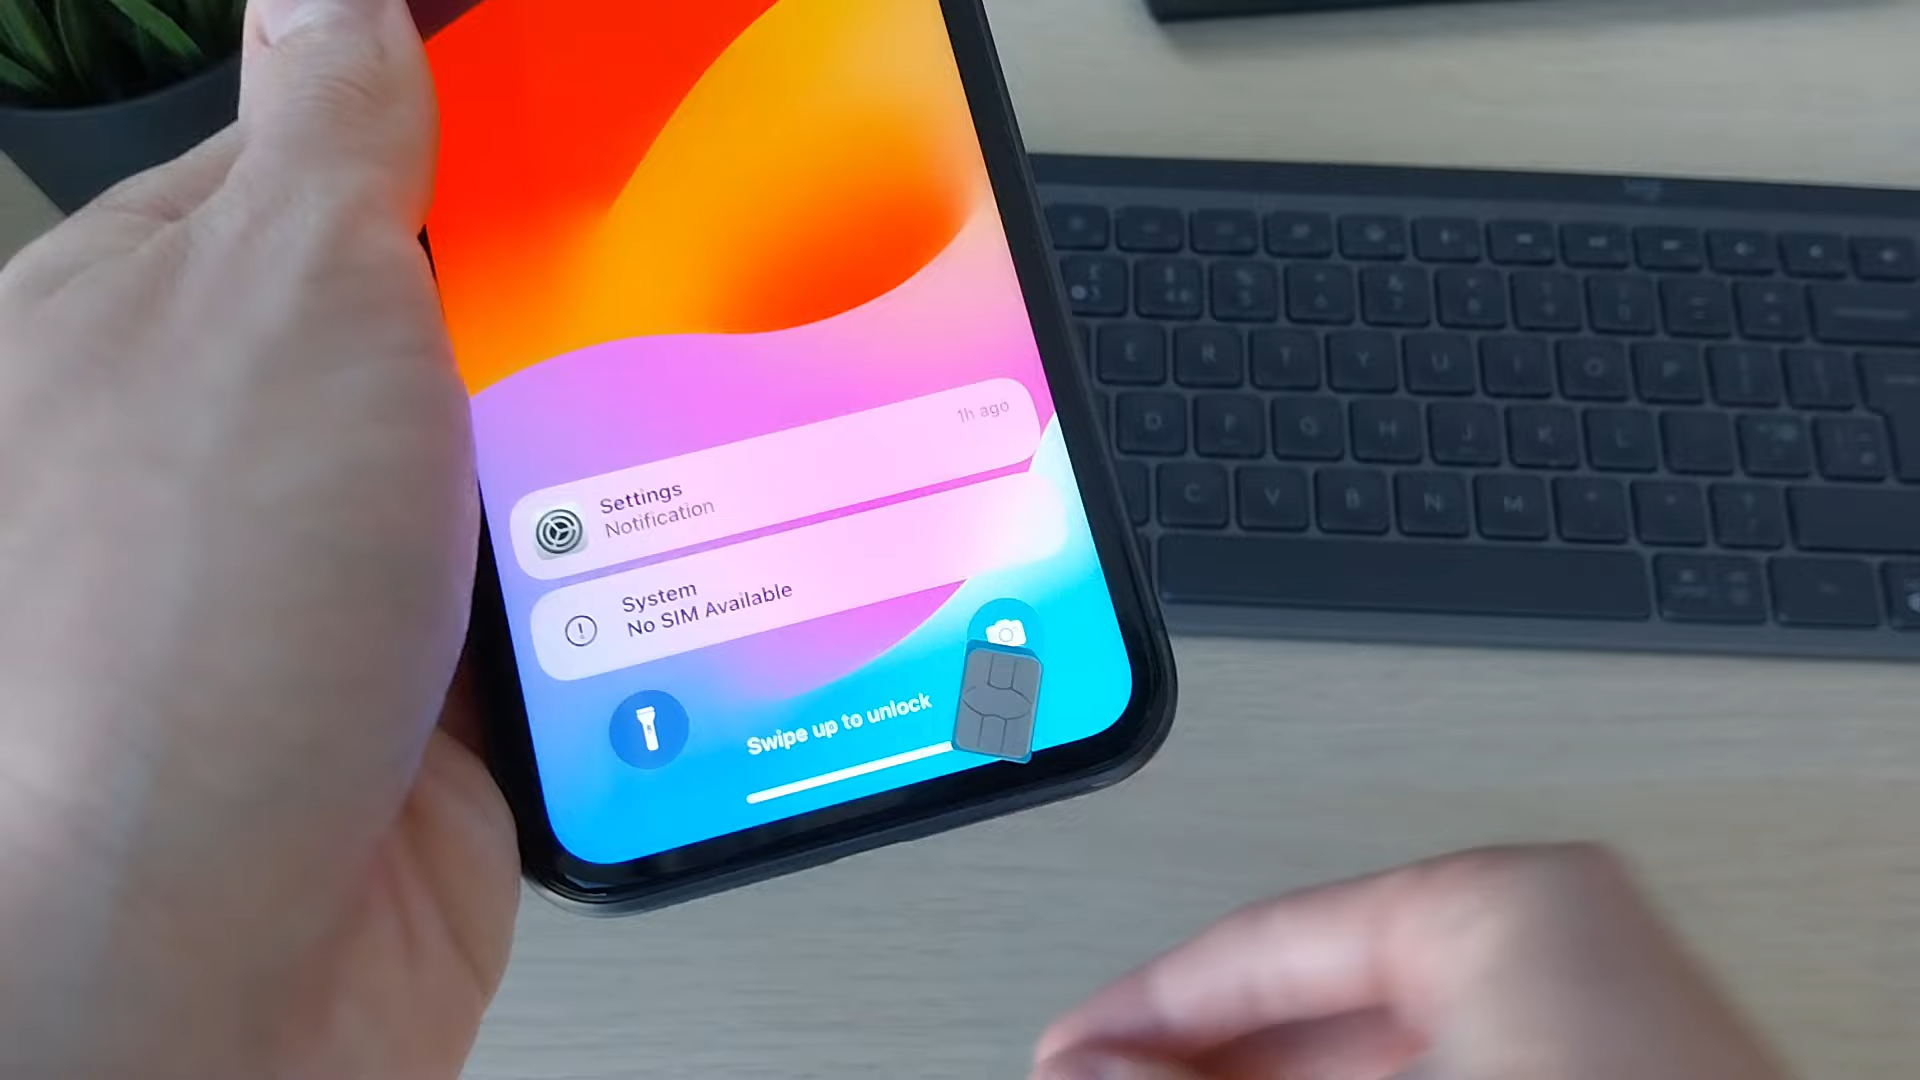 1h ago
Settings
Notification
System
No SIM Available
Swipe up to unlock
E R T Y U I O P
D F G H J K L
C V B N M